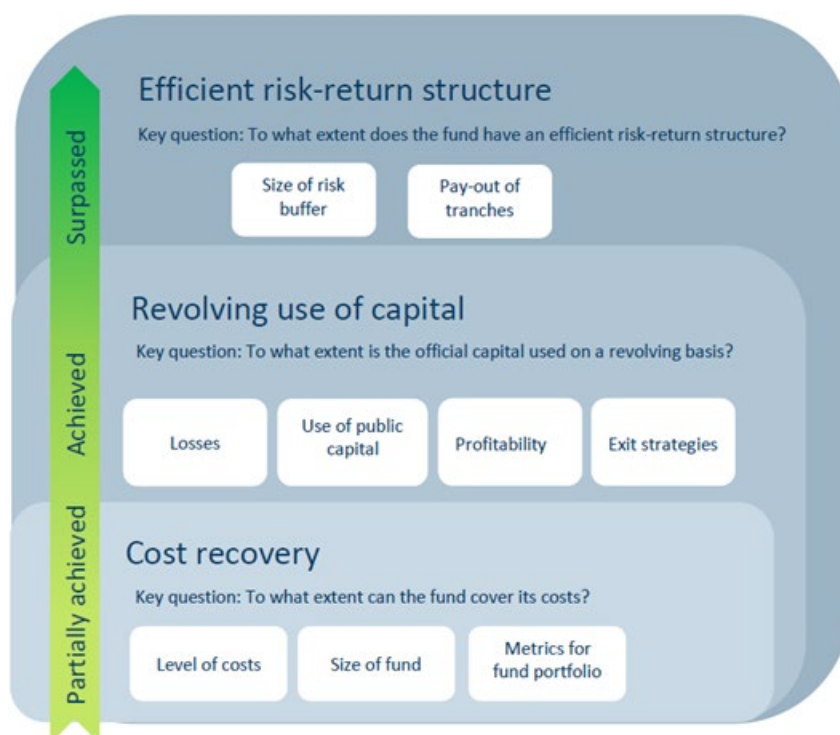 Efficient risk-return structure
Key question: To what extent does the fund have an efficient risk-return structure?
Size of risk
buffer
Pay-out of
tranches
Surpassed
Revolving use of capital
Key question: To what extent is the official capital used on a revolving basis?
Losses
Use of public
capital
Profitability
Exit strategies
Achieved
Cost recovery
Key question: To what extent can the fund cover its costs?
Level of costs
Size of fund
Metrics for
fund portfolio
Partially achieved